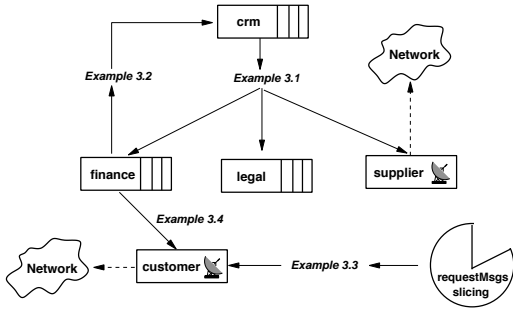 crm
Network
Example 3.2
Example 3.1
finance
legal
supplier
Example 3.4
Network
customer
Example 3.3
requestMsgs
slicing